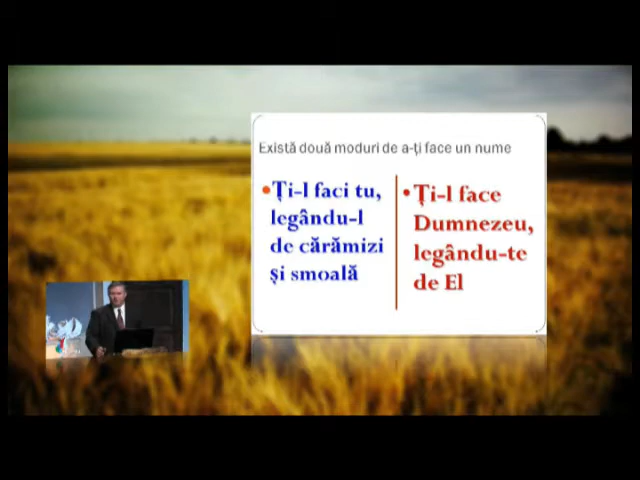 Există două moduri de a-ți face un nume
•Ți-l faci tu,
legându-l
de cărămizi
și smoală
•Ți-l face
Dumnezeu,
legându-te
de El